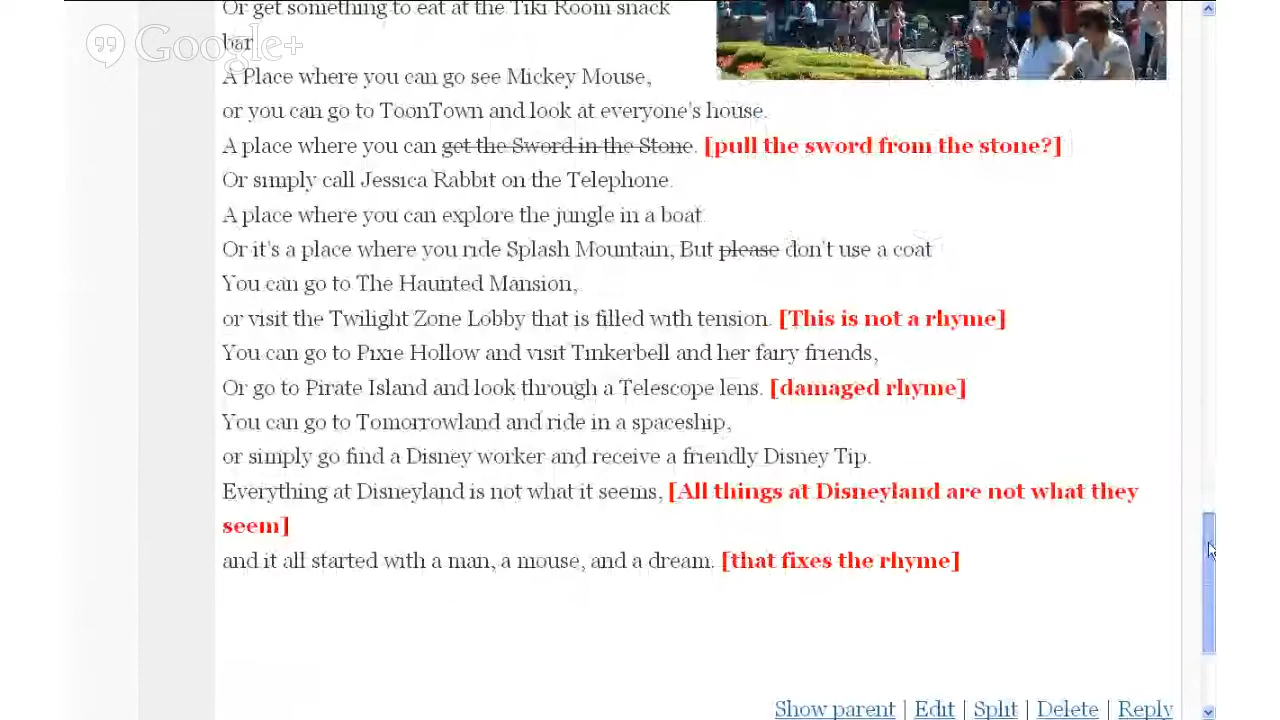 Or get something to eat at the Tiki Room snack
bar
Google+
A Place where you can go see Mickey Mouse,
or you can go to ToonTown and look at everyone's house.
A place where you can get the Sword in the Stone. [pull the sword from the stone?]
Or simply call Jessica Rabbit on the Telephone.
A place where you can explore the jungle in a boat
Or it's a place where you ride Splash Mountain, But please don't use a coat
You can go to The Haunted Mansion,
or visit the Twilight Zone Lobby that is filled with tension. [This is not a rhyme]
You can go to Pixie Hollow and visit Tinkerbell and her fairy friends,
Or go to Pirate Island and look through a Telescope lens. [damaged rhyme]
You can go to Tomorrowland and ride in a spaceship,
or simply go find a Disney worker and receive a friendly Disney Tip.
Everything at Disneyland is not what it seems, [All things at Disneyland are not what they
seem]
and it all started with a man, a mouse, and a dream. [that fixes the rhyme]
Show parent | Edit | Split | Delete | Reply